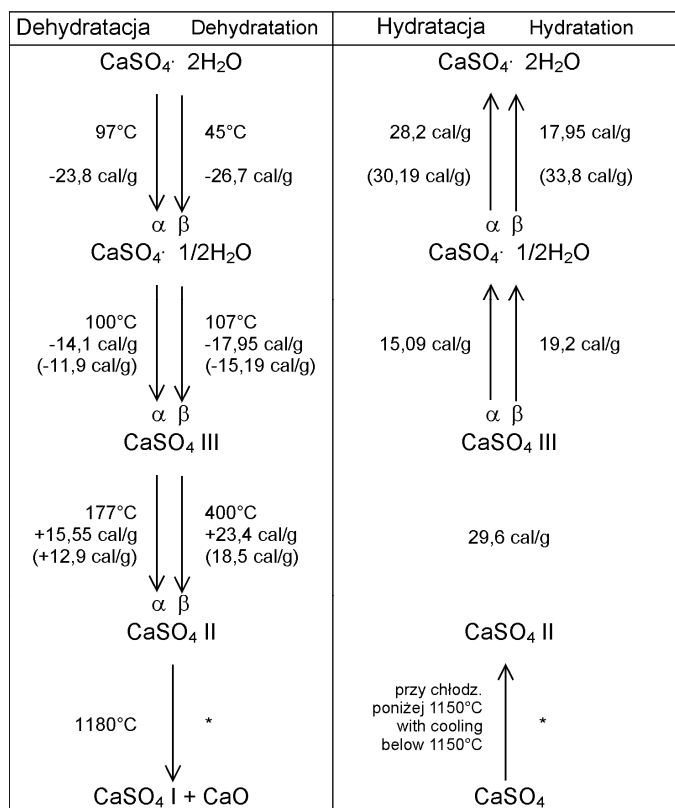 Dehydratacja Dehydratation Hydratacja Hydratation
CaSO₄· 2H₂O CaSO₄· 2H₂O
97°C 45°C 28,2 cal/g 17,95 cal/g
-23,8 cal/g -26,7 cal/g (30,19 cal/g) (33,8 cal/g)
α β α β
CaSO₄· 1/2H₂O CaSO₄· 1/2H₂O
100°C 107°C
-14,1 cal/g -17,95 cal/g 15,09 cal/g 19,2 cal/g
(-11,9 cal/g) (-15,19 cal/g)
α β α β
CaSO₄ III CaSO₄ III
177°C 400°C
+15,55 cal/g +23,4 cal/g 29,6 cal/g
(+12,9 cal/g) (18,5 cal/g)
α β
CaSO₄ II CaSO₄ II
przy chłodz.
poniżej 1150°C
1180°C * with cooling *
below 1150°C
CaSO₄ I + CaO CaSO₄